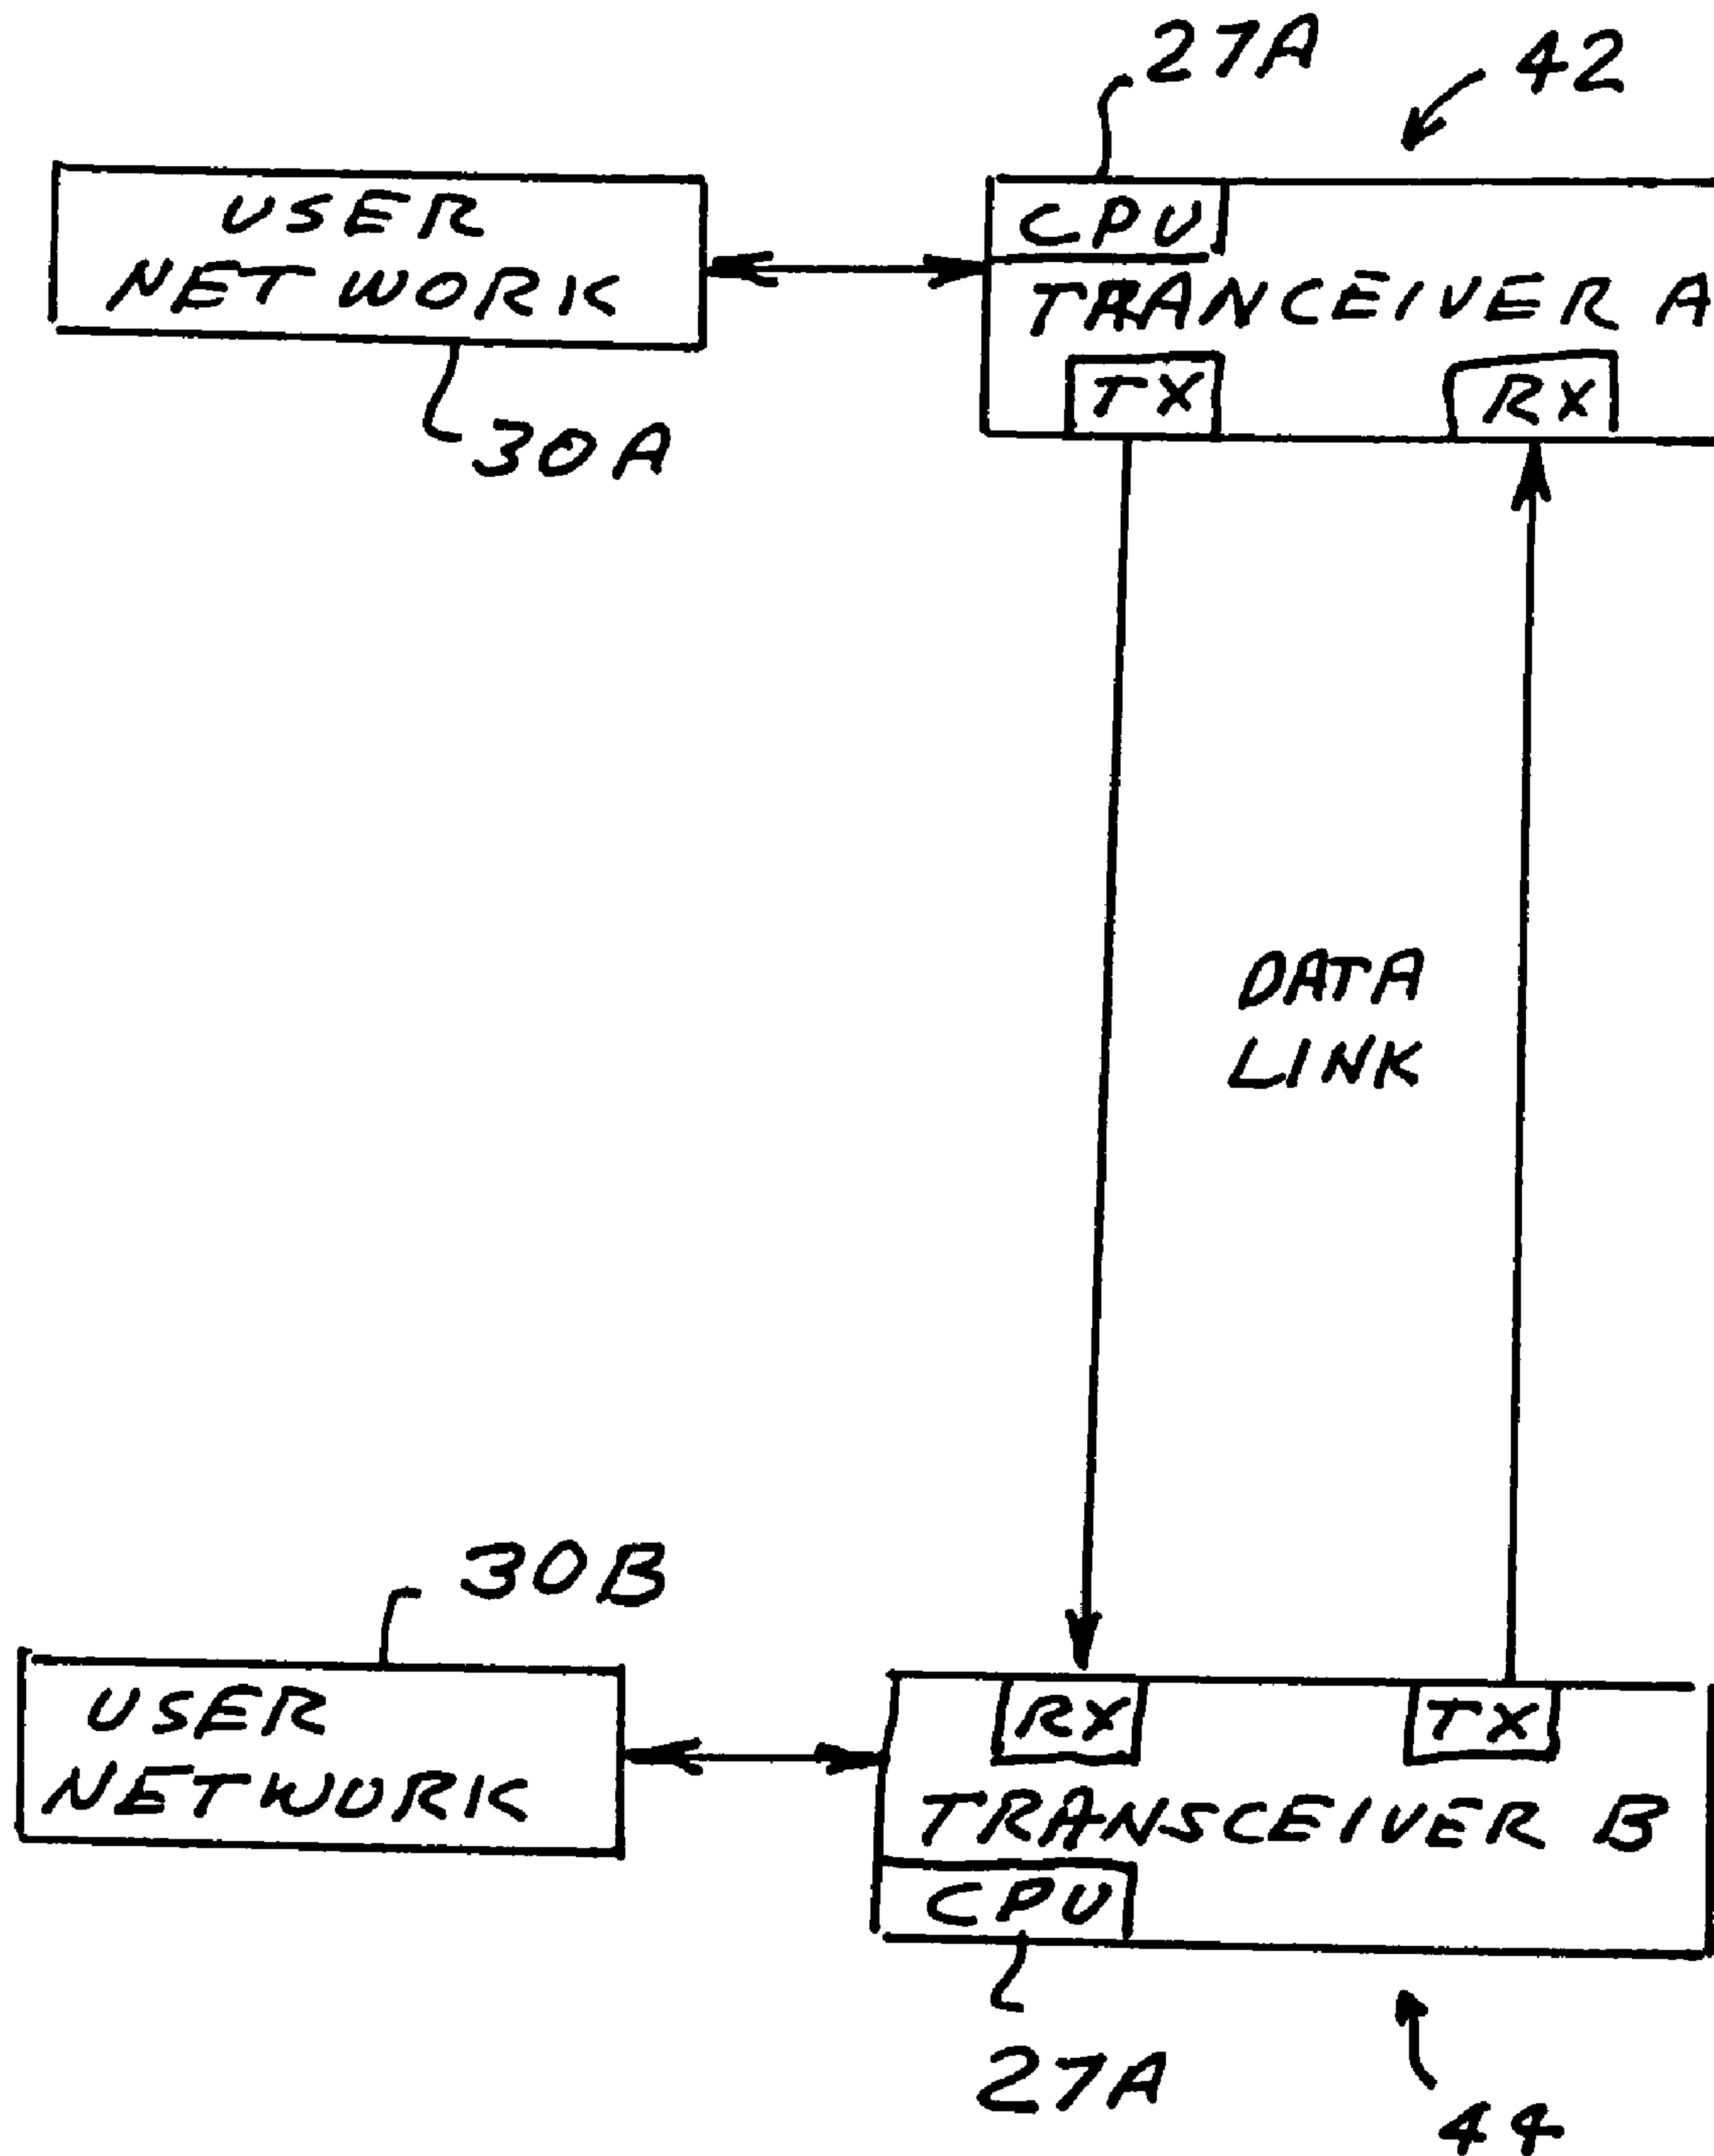 27A
42
USER
NETWORK
CPU
TRANCEIVER A
TX
RX
30A
DATA
LINK
30B
USER
NETWORK
RX
TX
TRANSCEIVER B
CPU
27A
44